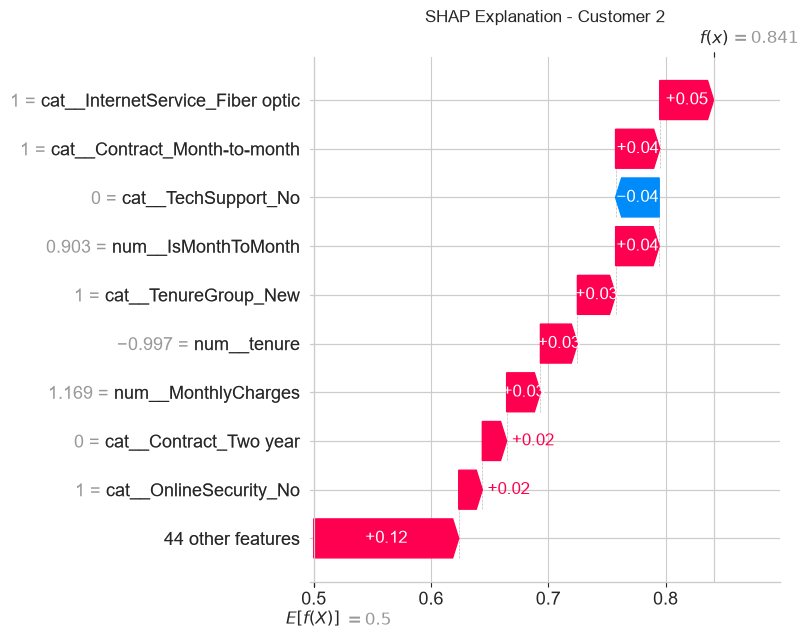 SHAP Explanation - Customer 2
f(x) = 0.841
1 = cat__InternetService_Fiber optic +0.05
1 = cat__Contract_Month-to-month +0.04
0 = cat__TechSupport_No −0.04
0.903 = num__IsMonthToMonth +0.04
1 = cat__TenureGroup_New +0.03
−0.997 = num__tenure +0.03
1.169 = num__MonthlyCharges +0.03
0 = cat__Contract_Two year +0.02
1 = cat__OnlineSecurity_No +0.02
44 other features +0.12
0.5 0.6 0.7 0.8
E[f(X)] = 0.5